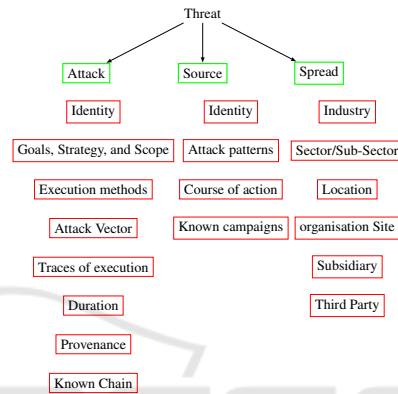 Threat
Attack
Source
Spread
Identity
Identity
Industry
Goals, Strategy, and Scope
Attack patterns
Sector/Sub-Sector
Execution methods
Course of action
Location
Attack Vector
Known campaigns
organisation Site
Traces of execution
Subsidiary
Duration
Third Party
Provenance
Known Chain